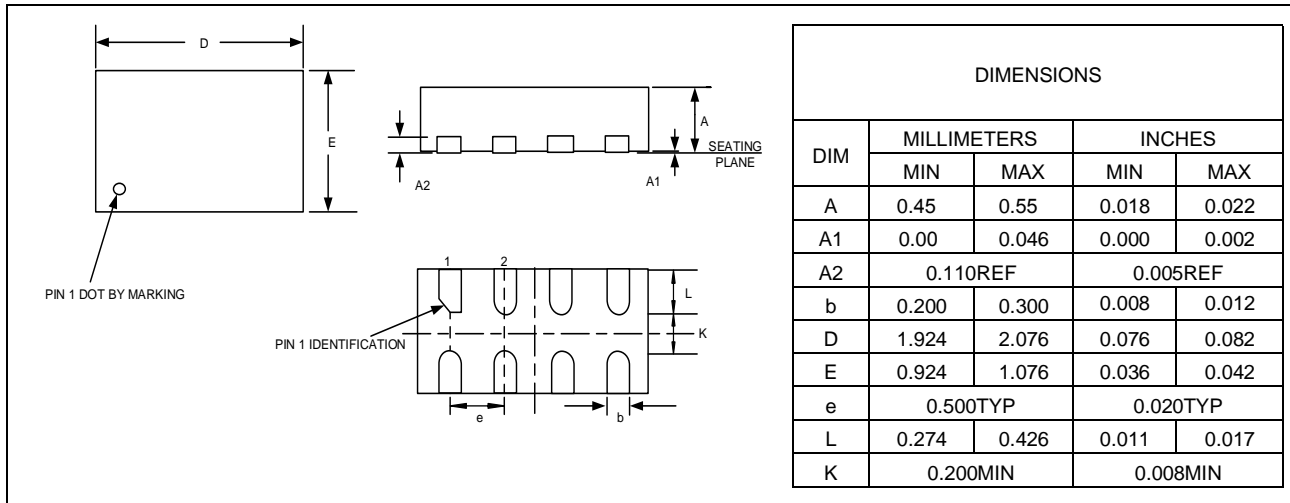 D
E
PIN 1 DOT BY MARKING
A
SEATING
PLANE
A2
A1
1 2
L
K
PIN 1 IDENTIFICATION
e
b
DIMENSIONS
DIM MILLIMETERS INCHES
MIN MAX MIN MAX
A 0.45 0.55 0.018 0.022
A1 0.00 0.046 0.000 0.002
A2 0.110REF 0.005REF
b 0.200 0.300 0.008 0.012
D 1.924 2.076 0.076 0.082
E 0.924 1.076 0.036 0.042
e 0.500TYP 0.020TYP
L 0.274 0.426 0.011 0.017
K 0.200MIN 0.008MIN